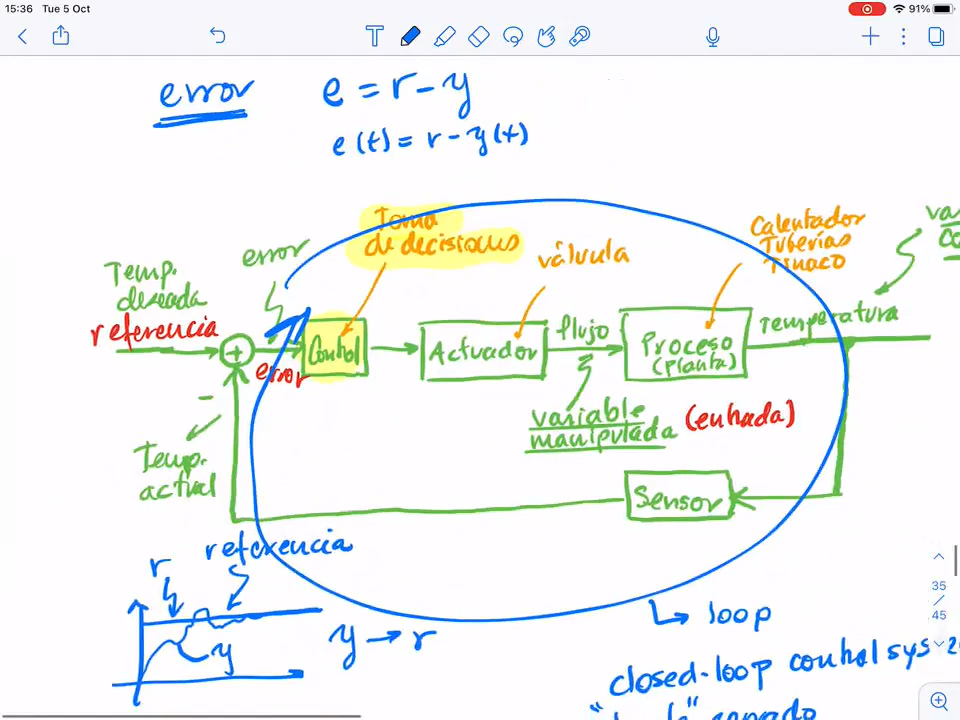 15:36 Tue 5 Oct
91%
error e = r - y
e(t) = r - y(t)
Toma
de decisiones
error
válvula
Calentador
Tuberías
Tinaco
Temp.
deseada
referencia
+
-
error
Control
Actuador
flujo
Proceso
(Planta)
temperatura
variable
manipulada
(entrada)
Temp.
actual
Sensor
r
referencia
y
y → r
↳ loop
closed-loop control sys
35
/
45